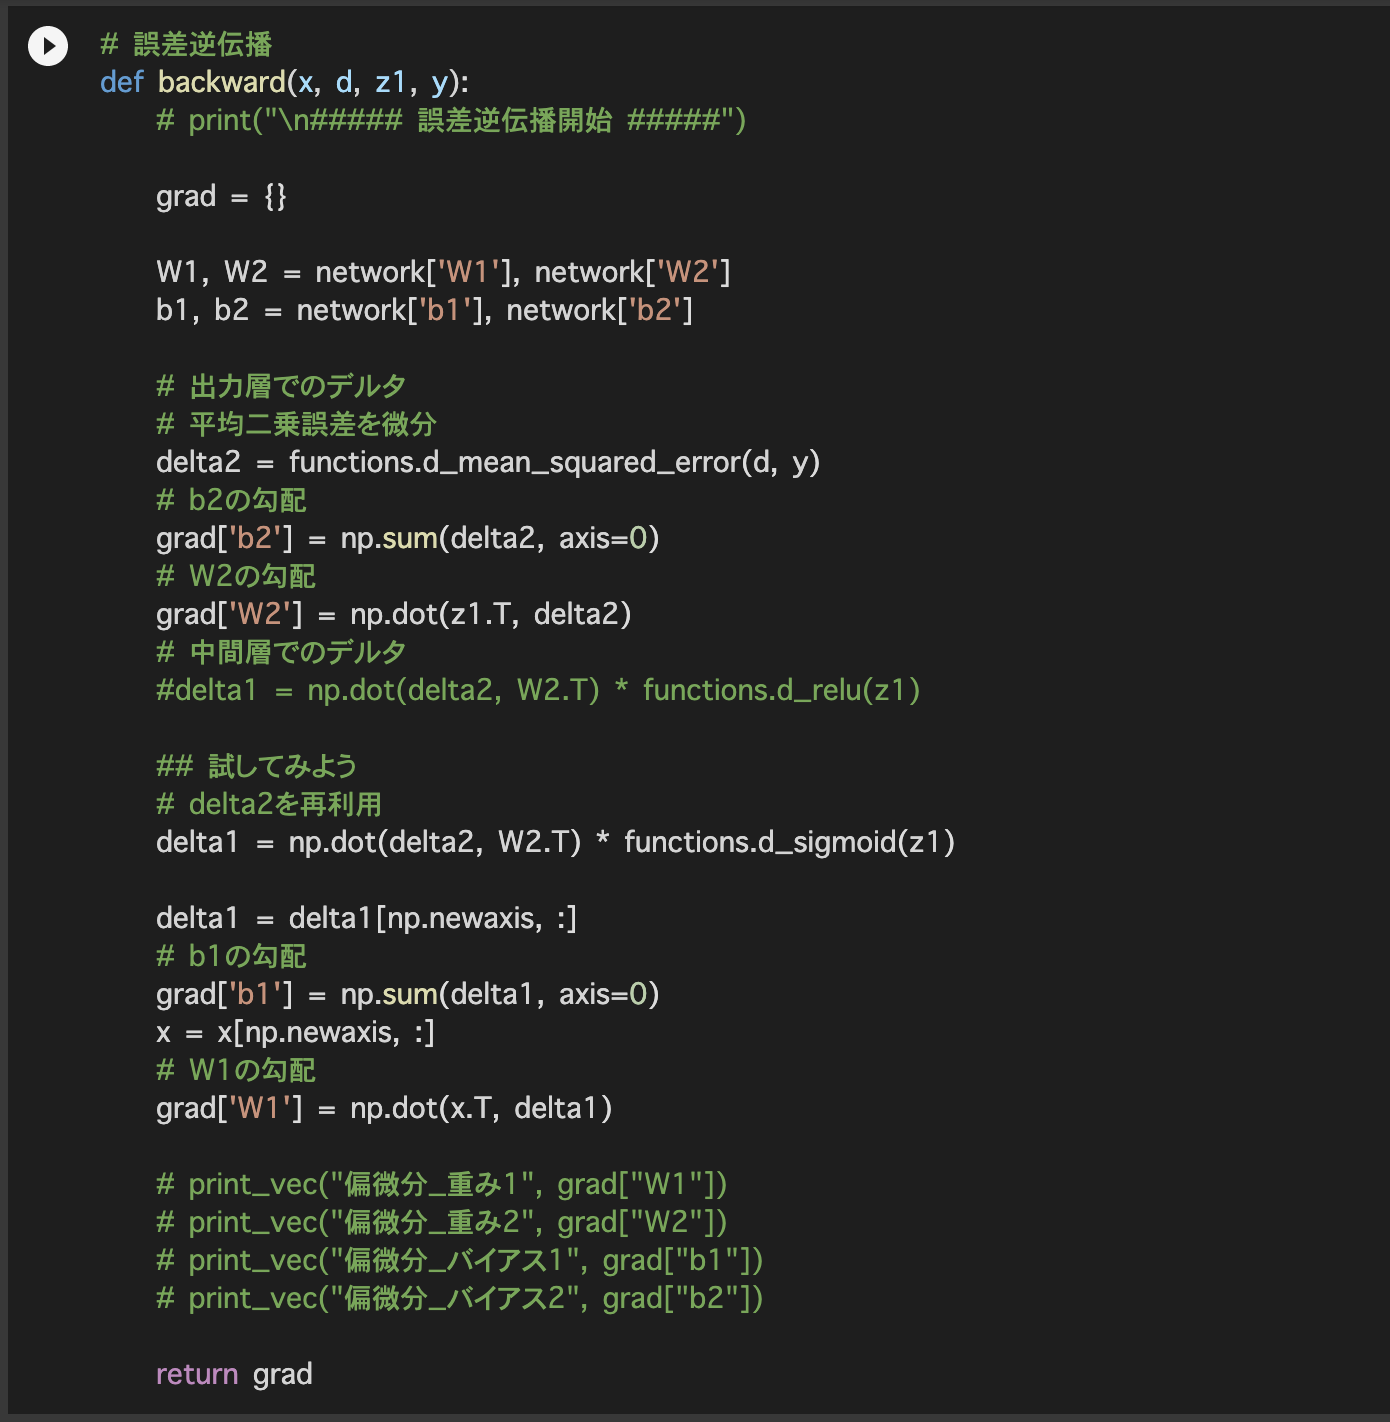 # 誤差逆伝播
def backward(x, d, z1, y):
    # print("\n##### 誤差逆伝播開始 #####")

    grad = {}

    W1, W2 = network['W1'], network['W2']
    b1, b2 = network['b1'], network['b2']

    # 出力層でのデルタ
    # 平均二乗誤差を微分
    delta2 = functions.d_mean_squared_error(d, y)
    # b2の勾配
    grad['b2'] = np.sum(delta2, axis=0)
    # W2の勾配
    grad['W2'] = np.dot(z1.T, delta2)
    # 中間層でのデルタ
    #delta1 = np.dot(delta2, W2.T) * functions.d_relu(z1)

    ## 試してみよう
    # delta2を再利用
    delta1 = np.dot(delta2, W2.T) * functions.d_sigmoid(z1)

    delta1 = delta1[np.newaxis, :]
    # b1の勾配
    grad['b1'] = np.sum(delta1, axis=0)
    x = x[np.newaxis, :]
    # W1の勾配
    grad['W1'] = np.dot(x.T, delta1)

    # print_vec("偏微分_重み1", grad["W1"])
    # print_vec("偏微分_重み2", grad["W2"])
    # print_vec("偏微分_バイアス1", grad["b1"])
    # print_vec("偏微分_バイアス2", grad["b2"])

    return grad